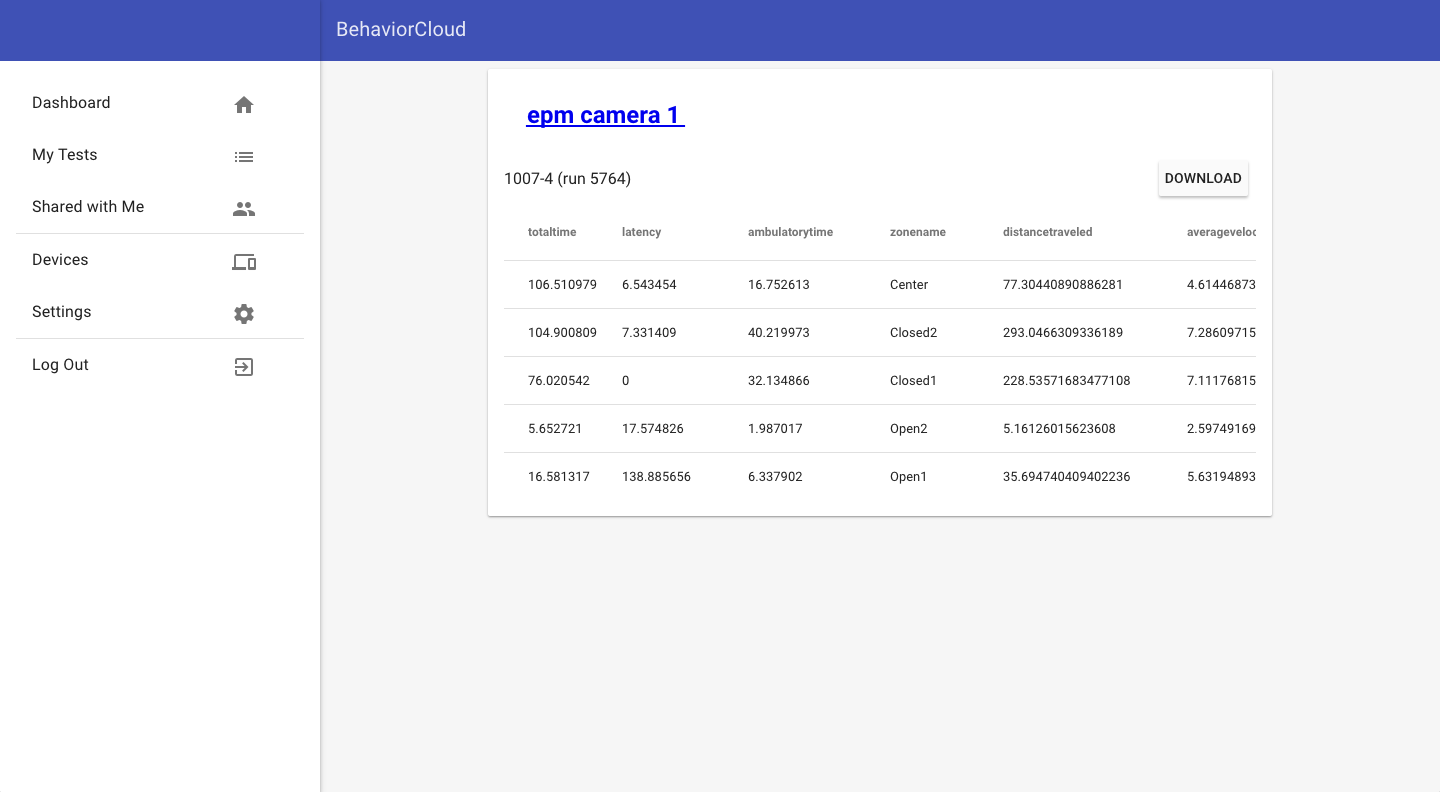 BehaviorCloud
Dashboard
My Tests
Shared with Me
Devices
Settings
Log Out
epm camera 1
1007-4 (run 5764)
DOWNLOAD
totaltime latency ambulatorytime zonename distancetraveled averageveloc
106.510979 6.543454 16.752613 Center 77.30440890886281 4.61446873
104.900809 7.331409 40.219973 Closed2 293.0466309336189 7.28609715
76.020542 0 32.134866 Closed1 228.53571683477108 7.11176815
5.652721 17.574826 1.987017 Open2 5.16126015623608 2.59749169
16.581317 138.885656 6.337902 Open1 35.694740409402236 5.63194893